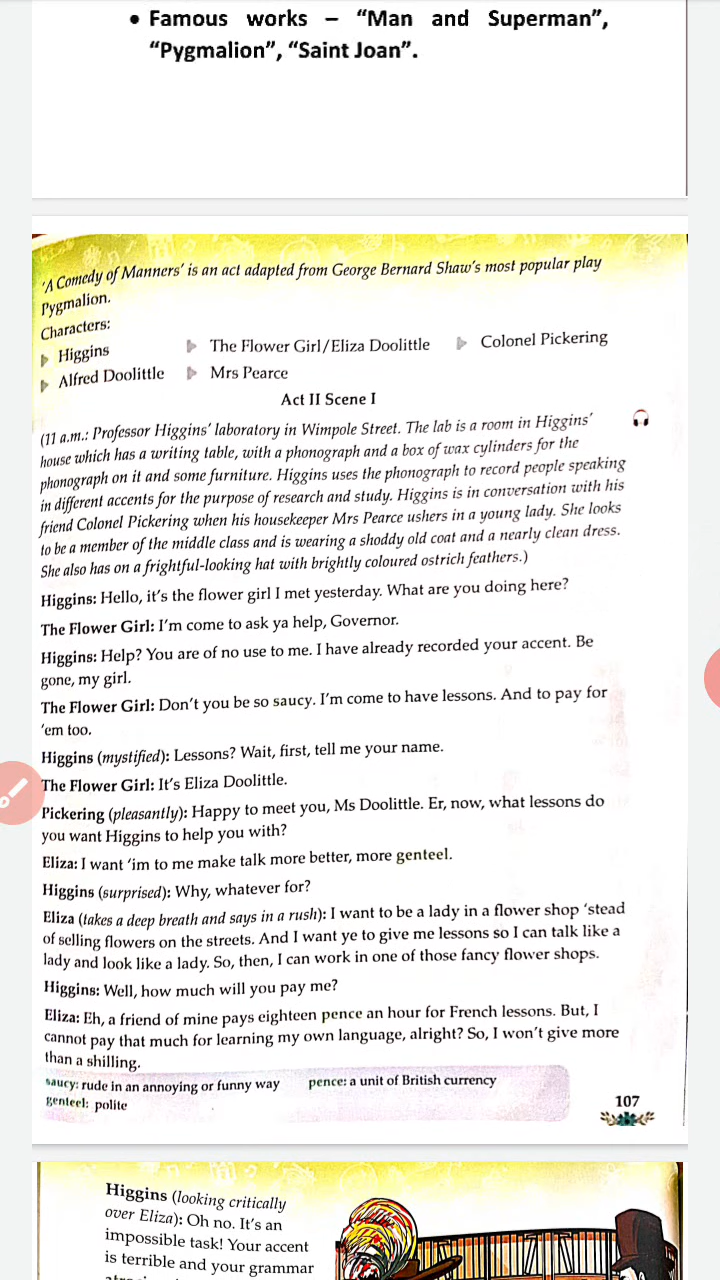 • Famous works – “Man and Superman”,
“Pygmalion”, “Saint Joan”.
‘A Comedy of Manners’ is an act adapted from George Bernard Shaw’s most popular play
Pygmalion.
Characters:
Higgins
The Flower Girl/Eliza Doolittle
Colonel Pickering
Alfred Doolittle
Mrs Pearce
Act II Scene I
(11 a.m.: Professor Higgins’ laboratory in Wimpole Street. The lab is a room in Higgins’
house which has a writing table, with a phonograph and a box of wax cylinders for the
phonograph on it and some furniture. Higgins uses the phonograph to record people speaking
in different accents for the purpose of research and study. Higgins is in conversation with his
friend Colonel Pickering when his housekeeper Mrs Pearce ushers in a young lady. She looks
to be a member of the middle class and is wearing a shoddy old coat and a nearly clean dress.
She also has on a frightful-looking hat with brightly coloured ostrich feathers.)
Higgins: Hello, it’s the flower girl I met yesterday. What are you doing here?
The Flower Girl: I’m come to ask ya help, Governor.
Higgins: Help? You are of no use to me. I have already recorded your accent. Be
gone, my girl.
The Flower Girl: Don’t you be so saucy. I’m come to have lessons. And to pay for
’em too.
Higgins (mystified): Lessons? Wait, first, tell me your name.
The Flower Girl: It’s Eliza Doolittle.
Pickering (pleasantly): Happy to meet you, Ms Doolittle. Er, now, what lessons do
you want Higgins to help you with?
Eliza: I want ‘im to me make talk more better, more genteel.
Higgins (surprised): Why, whatever for?
Eliza (takes a deep breath and says in a rush): I want to be a lady in a flower shop ‘stead
of selling flowers on the streets. And I want ye to give me lessons so I can talk like a
lady and look like a lady. So, then, I can work in one of those fancy flower shops.
Higgins: Well, how much will you pay me?
Eliza: Eh, a friend of mine pays eighteen pence an hour for French lessons. But, I
cannot pay that much for learning my own language, alright? So, I won’t give more
than a shilling.
saucy: rude in an annoying or funny way
pence: a unit of British currency
genteel: polite
107
Higgins (looking critically
over Eliza): Oh no. It’s an
impossible task! Your accent
is terrible and your grammar